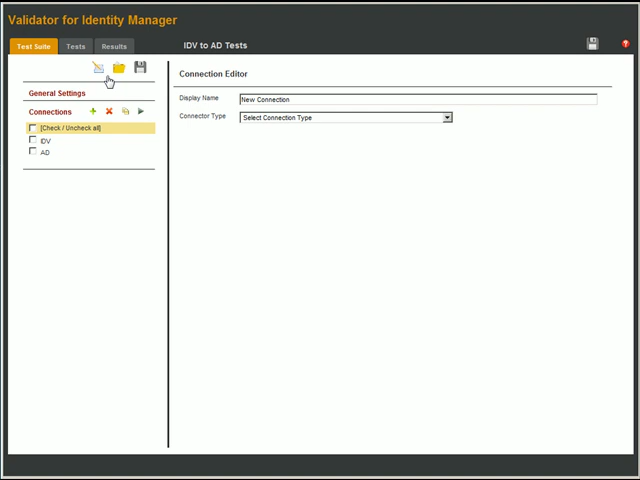 Validator for Identity Manager
Test Suite
Tests
Results
IDV to AD Tests
?
General Settings
Connections
[Check / Uncheck all]
IDV
AD
Connection Editor
Display Name
New Connection
Connector Type
Select Connection Type